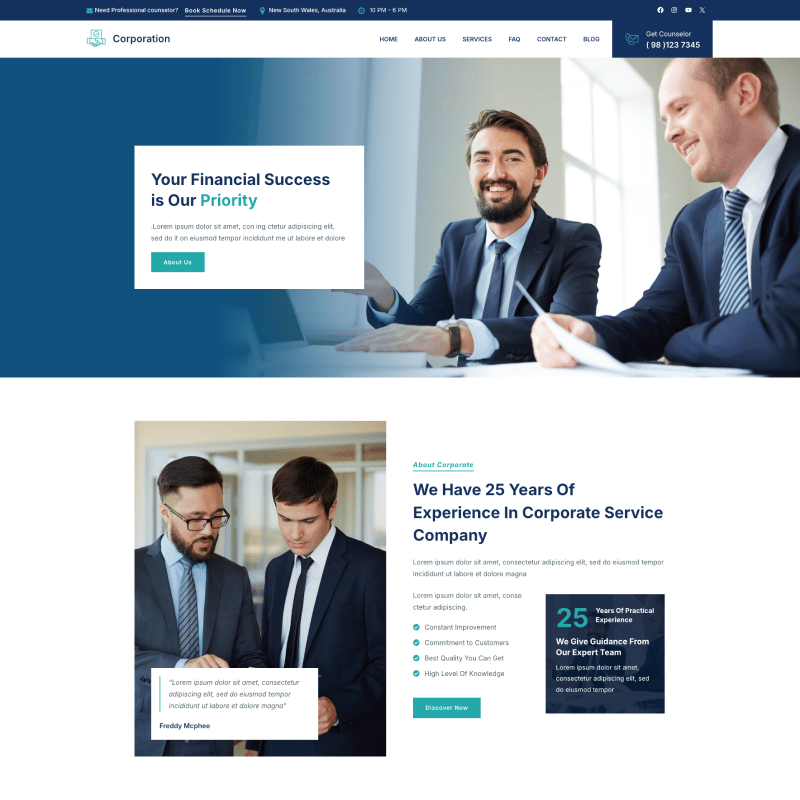 Need Professional counselor? Book Schedule Now New South Wales, Australia 10 PM – 6 PM
Corporation
HOME ABOUT US SERVICES FAQ CONTACT BLOG
Get Counselor
( 98 )123 7345
Your Financial Success
is Our Priority
.Lorem ipsum dolor sit amet, con ing ctetur adipisicing elit,
sed do it on eiusmod tempor incididunt me ut labore et dolore
About Us
"Lorem ipsum dolor sit amet, consectetur
adipiscing elit, sed do eiusmod tempor
incididunt ut labore et dolore magna"
Freddy Mcphee
About Corporate
We Have 25 Years Of
Experience In Corporate Service
Company
Lorem ipsum dolor sit amet, consectetur adipiscing elit, sed do eiusmod tempor
incididunt ut labore et dolore magna
Lorem ipsum dolor sit amet, conse
ctetur adipiscing.
Constant Improvement
Commitment to Customers
Best Quality You Can Get
High Level Of Knowledge
Discover Now
25 Years Of Practical
Experience
We Give Guidance From
Our Expert Team
Lorem ipsum dolor sit amet,
consectetur adipiscing elit, sed do
do eiusmod tempor